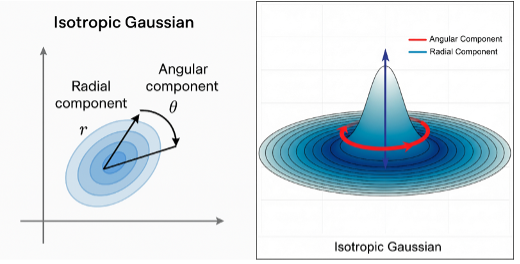 Isotropic Gaussian
Radial
component
r
Angular
component
θ
Angular Component
Radial Component
Isotropic Gaussian